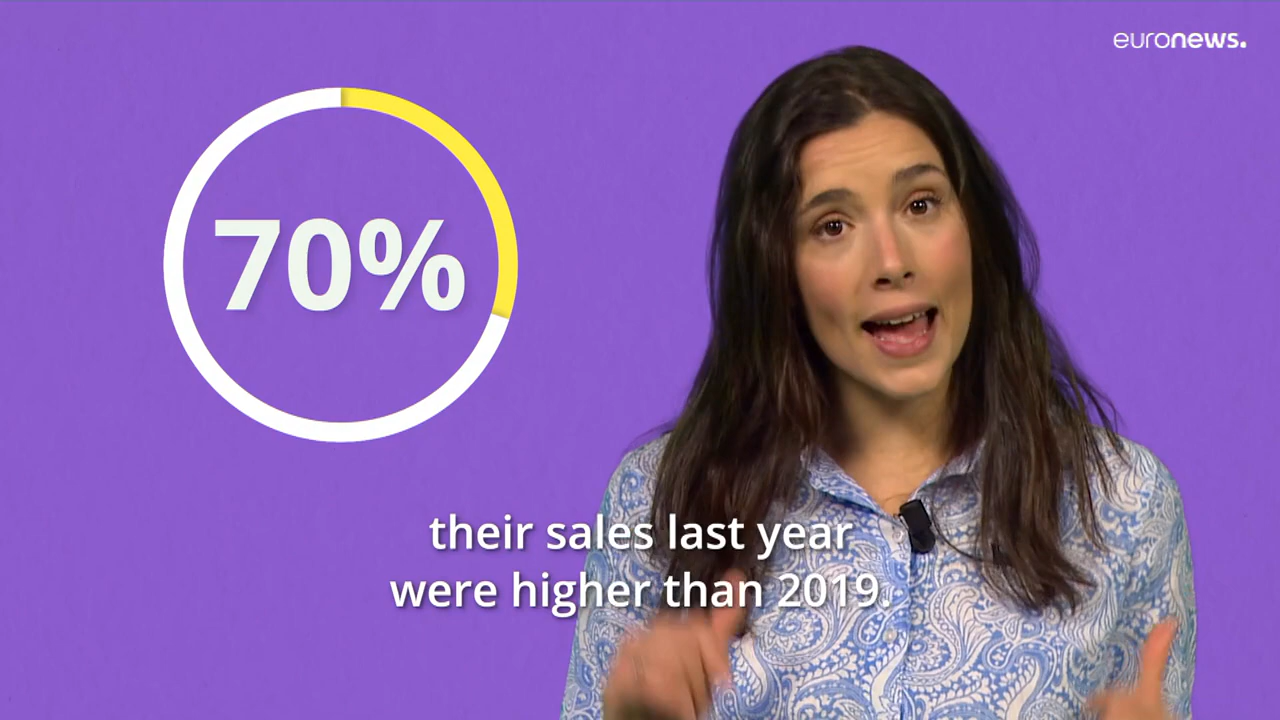 euronews.
70%
their sales last year
were higher than 2019.